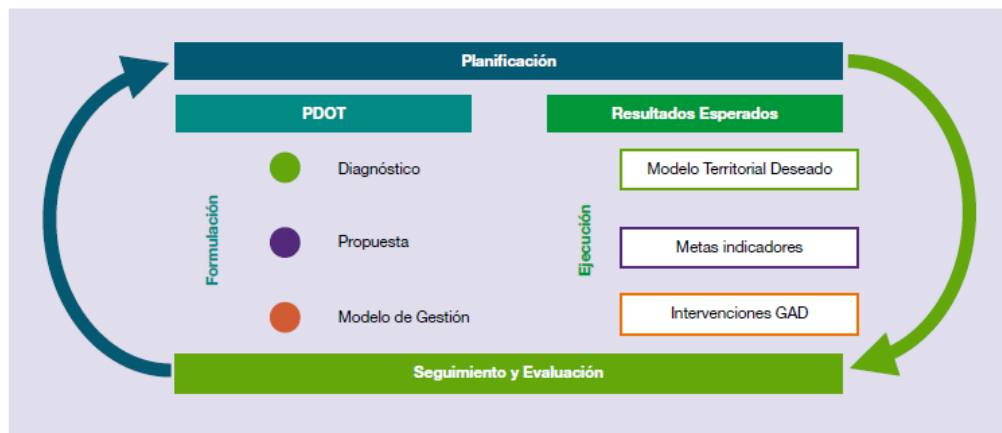 Planificación
PDOT
Resultados Esperados
Formulación
Diagnóstico
Propuesta
Modelo de Gestión
Ejecución
Modelo Territorial Deseado
Metas indicadores
Intervenciones GAD
Seguimiento y Evaluación